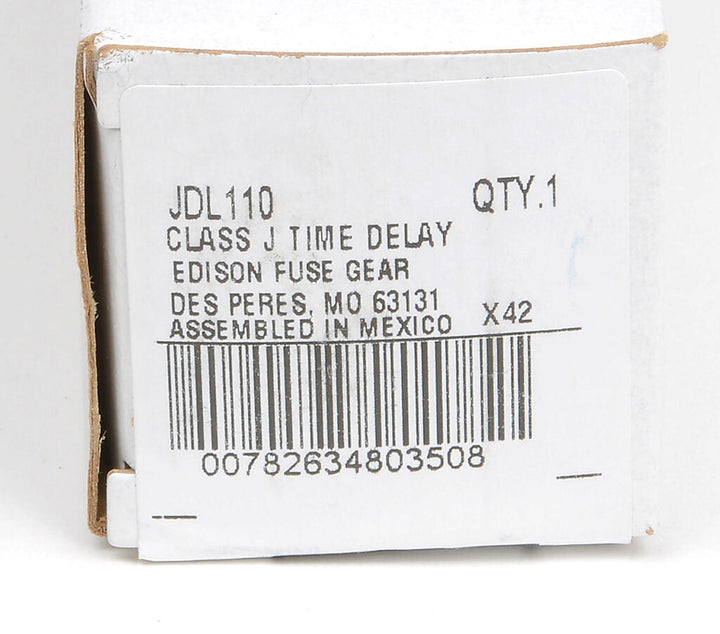 JDL110 QTY.1
CLASS J TIME DELAY
EDISON FUSE GEAR
DES PERES, MO 63131
ASSEMBLED IN MEXICO X42
00782634803508